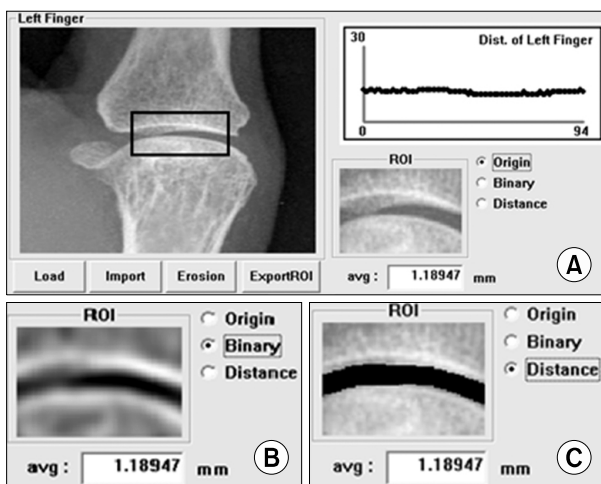 Left Finger
30
Dist. of Left Finger
0
94
ROI
Origin
Binary
Distance
Load
Import
Erosion
ExportROI
avg :
1.18947
mm
A
ROI
Origin
Binary
Distance
avg :
1.18947
mm
B
ROI
Origin
Binary
Distance
avg :
1.18947
mm
C